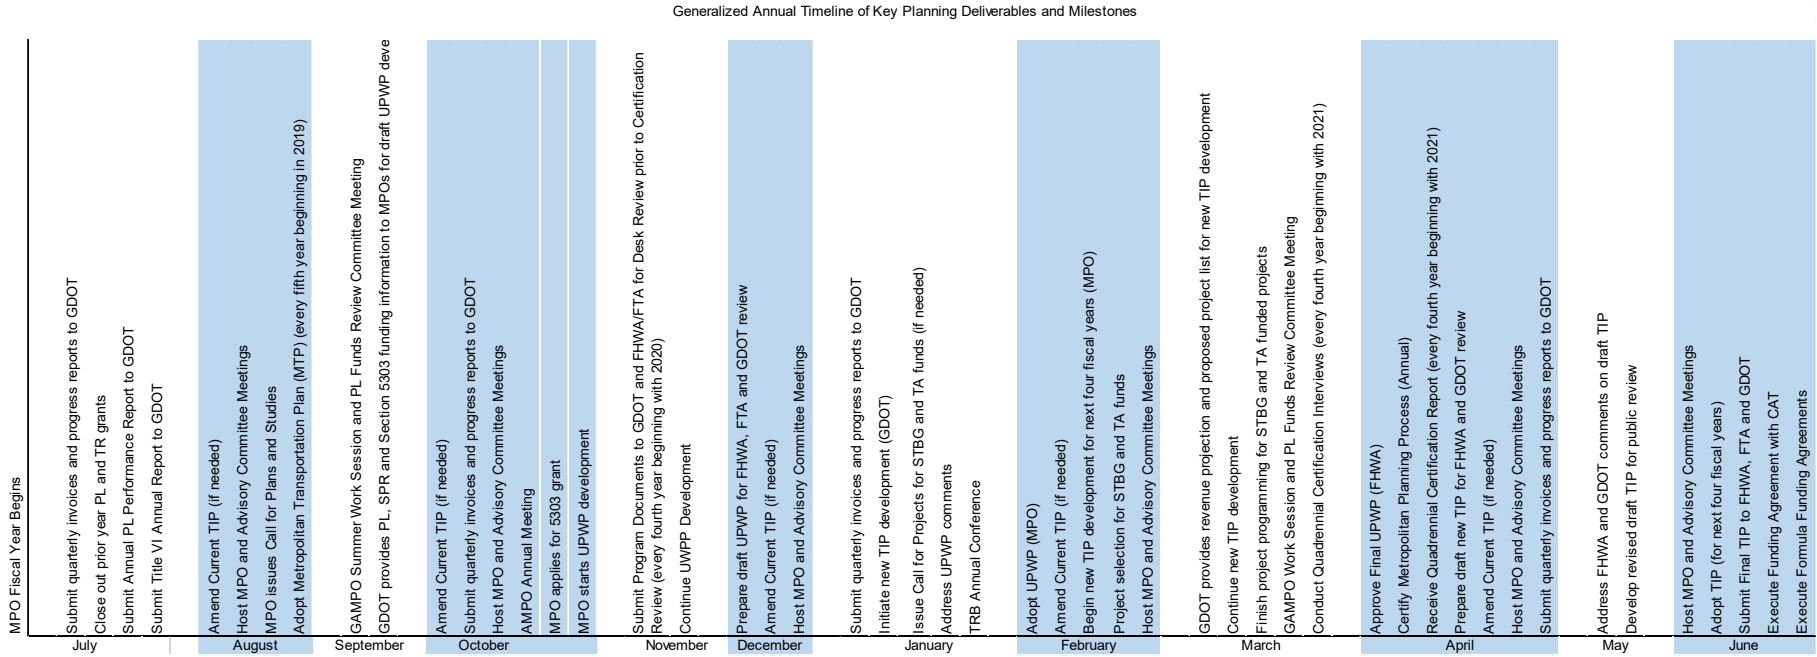 Generalized Annual Timeline of Key Planning Deliverables and Milestones
MPO Fiscal Year Begins
Submit quarterly invoices and progress reports to GDOT
Close out prior year PL and TR grants
Submit Annual PL Performance Report to GDOT
Submit Title VI Annual Report to GDOT
July
Amend Current TIP (if needed)
Host MPO and Advisory Committee Meetings
MPO issues Call for Plans and Studies
Adopt Metropolitan Transportation Plan (MTP) (every fifth year beginning in 2019)
August
GAMPO Summer Work Session and PL Funds Review Committee Meeting
GDOT provides PL, SPR and Section 5303 funding information to MPOs for draft UPWP deve
September
Amend Current TIP (if needed)
Submit quarterly invoices and progress reports to GDOT
Host MPO and Advisory Committee Meetings
AMPO Annual Meeting
MPO applies for 5303 grant
MPO starts UPWP development
October
Submit Program Documents to GDOT and FHWA/FTA for Desk Review prior to Certification
Review (every fourth year beginning with 2020)
Continue UWPP Development
November
Prepare draft UPWP for FHWA, FTA and GDOT review
Amend Current TIP (if needed)
Host MPO and Advisory Committee Meetings
December
Submit quarterly invoices and progress reports to GDOT
Initiate new TIP development (GDOT)
Issue Call for Projects for STBG and TA funds (if needed)
Address UPWP comments
TRB Annual Conference
January
Adopt UPWP (MPO)
Amend Current TIP (if needed)
Begin new TIP development for next four fiscal years (MPO)
Project selection for STBG and TA funds
Host MPO and Advisory Committee Meetings
February
GDOT provides revenue projection and proposed project list for new TIP development
Continue new TIP development
Finish project programming for STBG and TA funded projects
GAMPO Work Session and PL Funds Review Committee Meeting
Conduct Quadrennial Certification Interviews (every fourth year beginning with 2021)
March
Approve Final UPWP (FHWA)
Certify Metropolitan Planning Process (Annual)
Receive Quadrennial Certification Report (every fourth year beginning with 2021)
Prepare draft new TIP for FHWA and GDOT review
Amend Current TIP (if needed)
Host MPO and Advisory Committee Meetings
Submit quarterly invoices and progress reports to GDOT
April
Address FHWA and GDOT comments on draft TIP
Develop revised draft TIP for public review
May
Host MPO and Advisory Committee Meetings
Adopt TIP (for next four fiscal years)
Submit Final TIP to FHWA, FTA and GDOT
Execute Funding Agreement with CAT
Execute Formula Funding Agreements
June